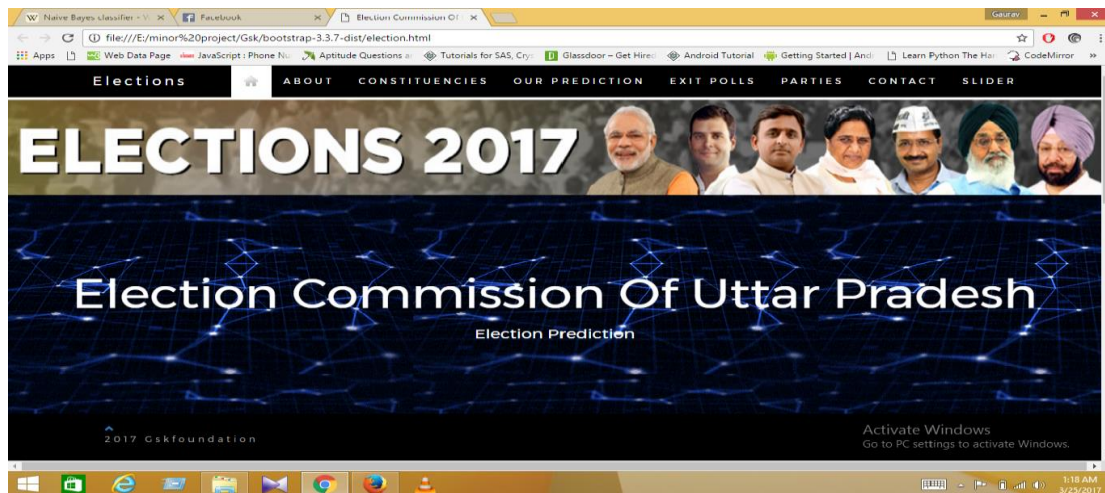 Naive Bayes classifier - W
Facebook
Election Commission Of
Gaurav
file:///E:/minor%20project/Gsk/bootstrap-3.3.7-dist/election.html
Apps Web Data Page JavaScript : Phone Nu Aptitude Questions a Tutorials for SAS, Crys Glassdoor – Get Hired Android Tutorial Getting Started | Andr Learn Python The Har CodeMirror »
Elections ABOUT CONSTITUENCIES OUR PREDICTION EXIT POLLS PARTIES CONTACT SLIDER
ELECTIONS 2017
Election Commission Of Uttar Pradesh
Election Prediction
2017 Gskfoundation
Activate Windows
Go to PC settings to activate Windows.
1:18 AM
3/25/2017